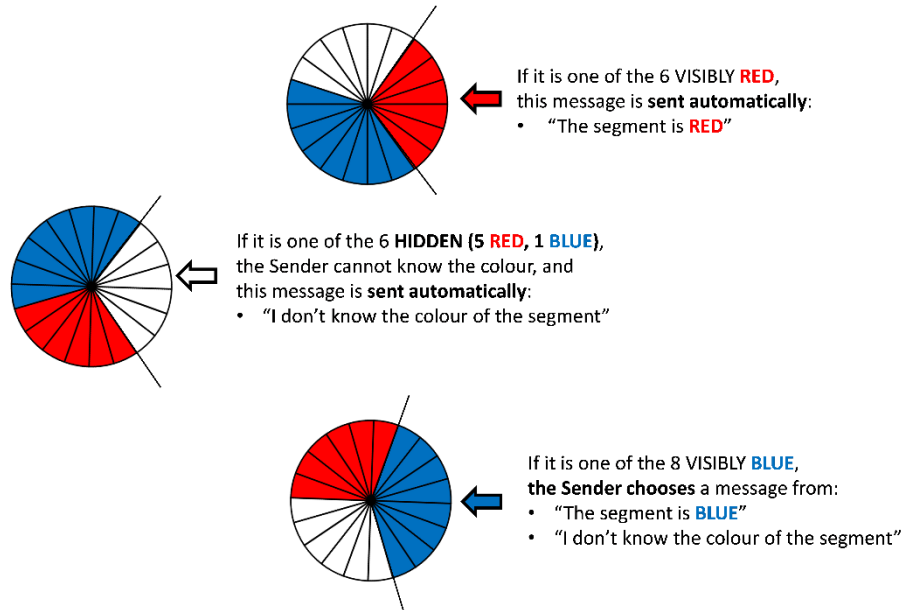 If it is one of the 6 VISIBLY RED,
this message is sent automatically:
• “The segment is RED”
If it is one of the 6 HIDDEN (5 RED, 1 BLUE),
the Sender cannot know the colour, and
this message is sent automatically:
• “I don’t know the colour of the segment”
If it is one of the 8 VISIBLY BLUE,
the Sender chooses a message from:
• “The segment is BLUE”
• “I don’t know the colour of the segment”